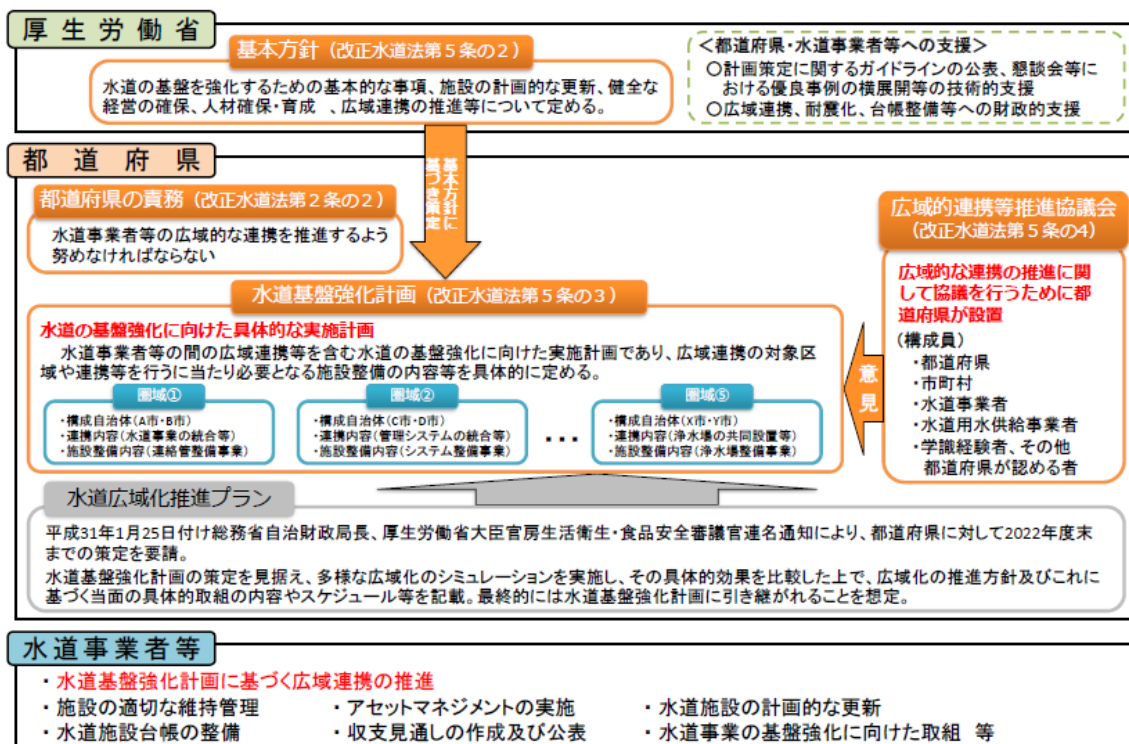 厚生労働省
基本方針（改正水道法第５条の２）
水道の基盤を強化するための基本的な事項、施設の計画的な更新、健全な
経営の確保、人材確保・育成　、広域連携の推進等について定める。
＜都道府県・水道事業者等への支援＞
○計画策定に関するガイドラインの公表、懇談会等に
おける優良事例の横展開等の技術的支援
○広域連携、耐震化、台帳整備等への財政的支援
基本方針に
基づき策定
都道府県
都道府県の責務（改正水道法第２条の２）
水道事業者等の広域的な連携を推進するよう
努めなければならない
広域的連携等推進協議会
（改正水道法第５条の4）
広域的な連携の推進に関
して協議を行うために都
道府県が設置
（構成員）
・都道府県
・市町村
・水道事業者
・水道用水供給事業者
・学識経験者、その他
都道府県が認める者
意見
水道基盤強化計画（改正水道法第５条の３）
水道の基盤強化に向けた具体的な実施計画
水道事業者等の間の広域連携等を含む水道の基盤強化に向けた実施計画であり、広域連携の対象区
域や連携等を行うに当たり必要となる施設整備の内容等を具体的に定める。
圏域①
・構成自治体（A市・B市）
・連携内容（水道事業の統合等）
・施設整備内容（連絡管整備事業）
圏域②
・構成自治体（C市・D市）
・連携内容（管理システムの統合等）
・施設整備内容（システム整備事業）
・・・
圏域⑤
・構成自治体（X市・Y市）
・連携内容（浄水場の共同設置等）
・施設整備内容（浄水場整備事業）
水道広域化推進プラン
平成31年1月25日付け総務省自治財政局長、厚生労働省大臣官房生活衛生・食品安全審議官連名通知により、都道府県に対して2022年度末
までの策定を要請。
水道基盤強化計画の策定を見据え、多様な広域化のシミュレーションを実施し、その具体的効果を比較した上で、広域化の推進方針及びこれに
基づく当面の具体的取組の内容やスケジュール等を記載。最終的には水道基盤強化計画に引き継がれることを想定。
水道事業者等
・水道基盤強化計画に基づく広域連携の推進
・施設の適切な維持管理　・アセットマネジメントの実施　・水道施設の計画的な更新
・水道施設台帳の整備　・収支見通しの作成及び公表　・水道事業の基盤強化に向けた取組　等